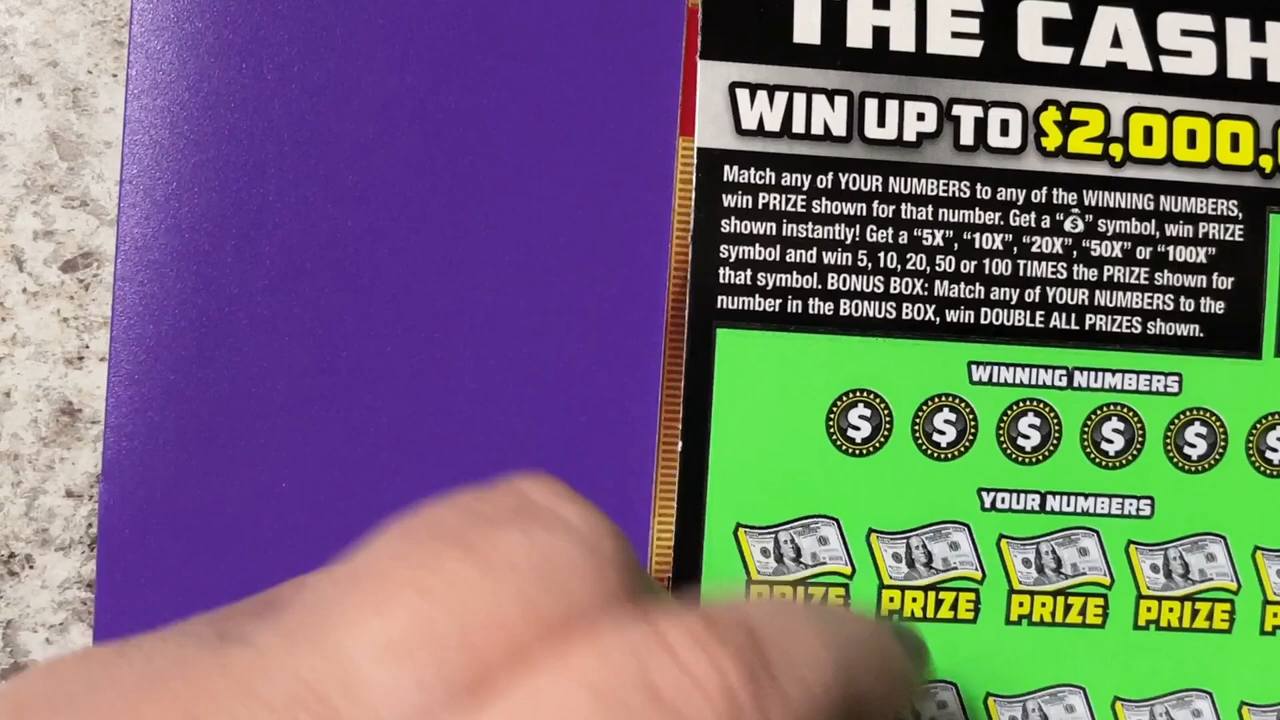 THE CASH
WIN UP TO $2,000,
Match any of YOUR NUMBERS to any of the WINNING NUMBERS,
win PRIZE shown for that number. Get a “$” symbol, win PRIZE
shown instantly! Get a “5X”, “10X”, “20X”, “50X” or “100X”
symbol and win 5, 10, 20, 50 or 100 TIMES the PRIZE shown for
that symbol. BONUS BOX: Match any of YOUR NUMBERS to the
number in the BONUS BOX, win DOUBLE ALL PRIZES shown.
WINNING NUMBERS
$ $ $ $ $ $
YOUR NUMBERS
PRIZE PRIZE PRIZE PRIZE P